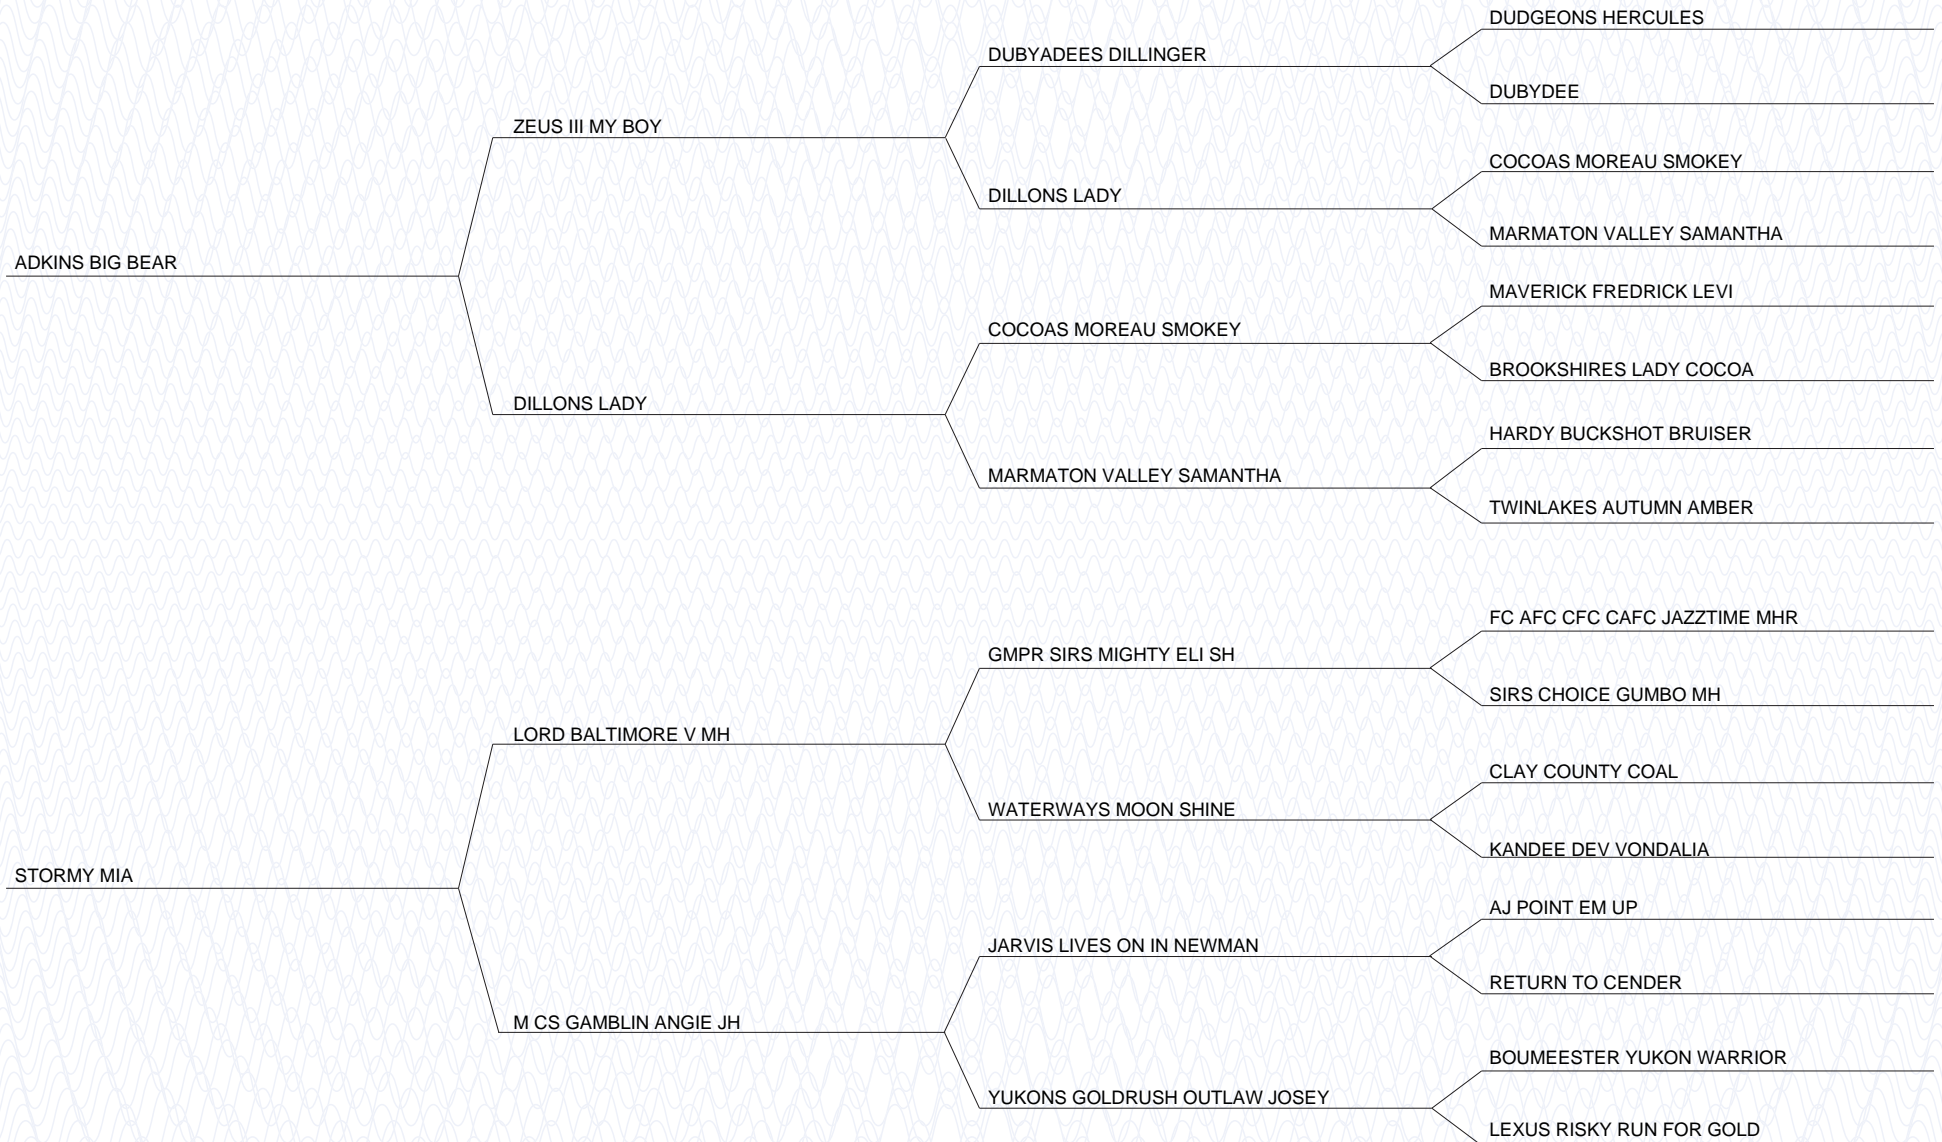 DUDGEONS HERCULES
DUBYADEES DILLINGER
DUBYDEE
ZEUS III MY BOY
COCOAS MOREAU SMOKEY
DILLONS LADY
MARMATON VALLEY SAMANTHA
ADKINS BIG BEAR
MAVERICK FREDRICK LEVI
COCOAS MOREAU SMOKEY
BROOKSHIRES LADY COCOA
DILLONS LADY
HARDY BUCKSHOT BRUISER
MARMATON VALLEY SAMANTHA
TWINLAKES AUTUMN AMBER
FC AFC CFC CAFC JAZZTIME MHR
GMPR SIRS MIGHTY ELI SH
SIRS CHOICE GUMBO MH
LORD BALTIMORE V MH
CLAY COUNTY COAL
WATERWAYS MOON SHINE
KANDEE DEV VONDALIA
STORMY MIA
AJ POINT EM UP
JARVIS LIVES ON IN NEWMAN
RETURN TO CENDER
M CS GAMBLIN ANGIE JH
BOUMEESTER YUKON WARRIOR
YUKONS GOLDRUSH OUTLAW JOSEY
LEXUS RISKY RUN FOR GOLD